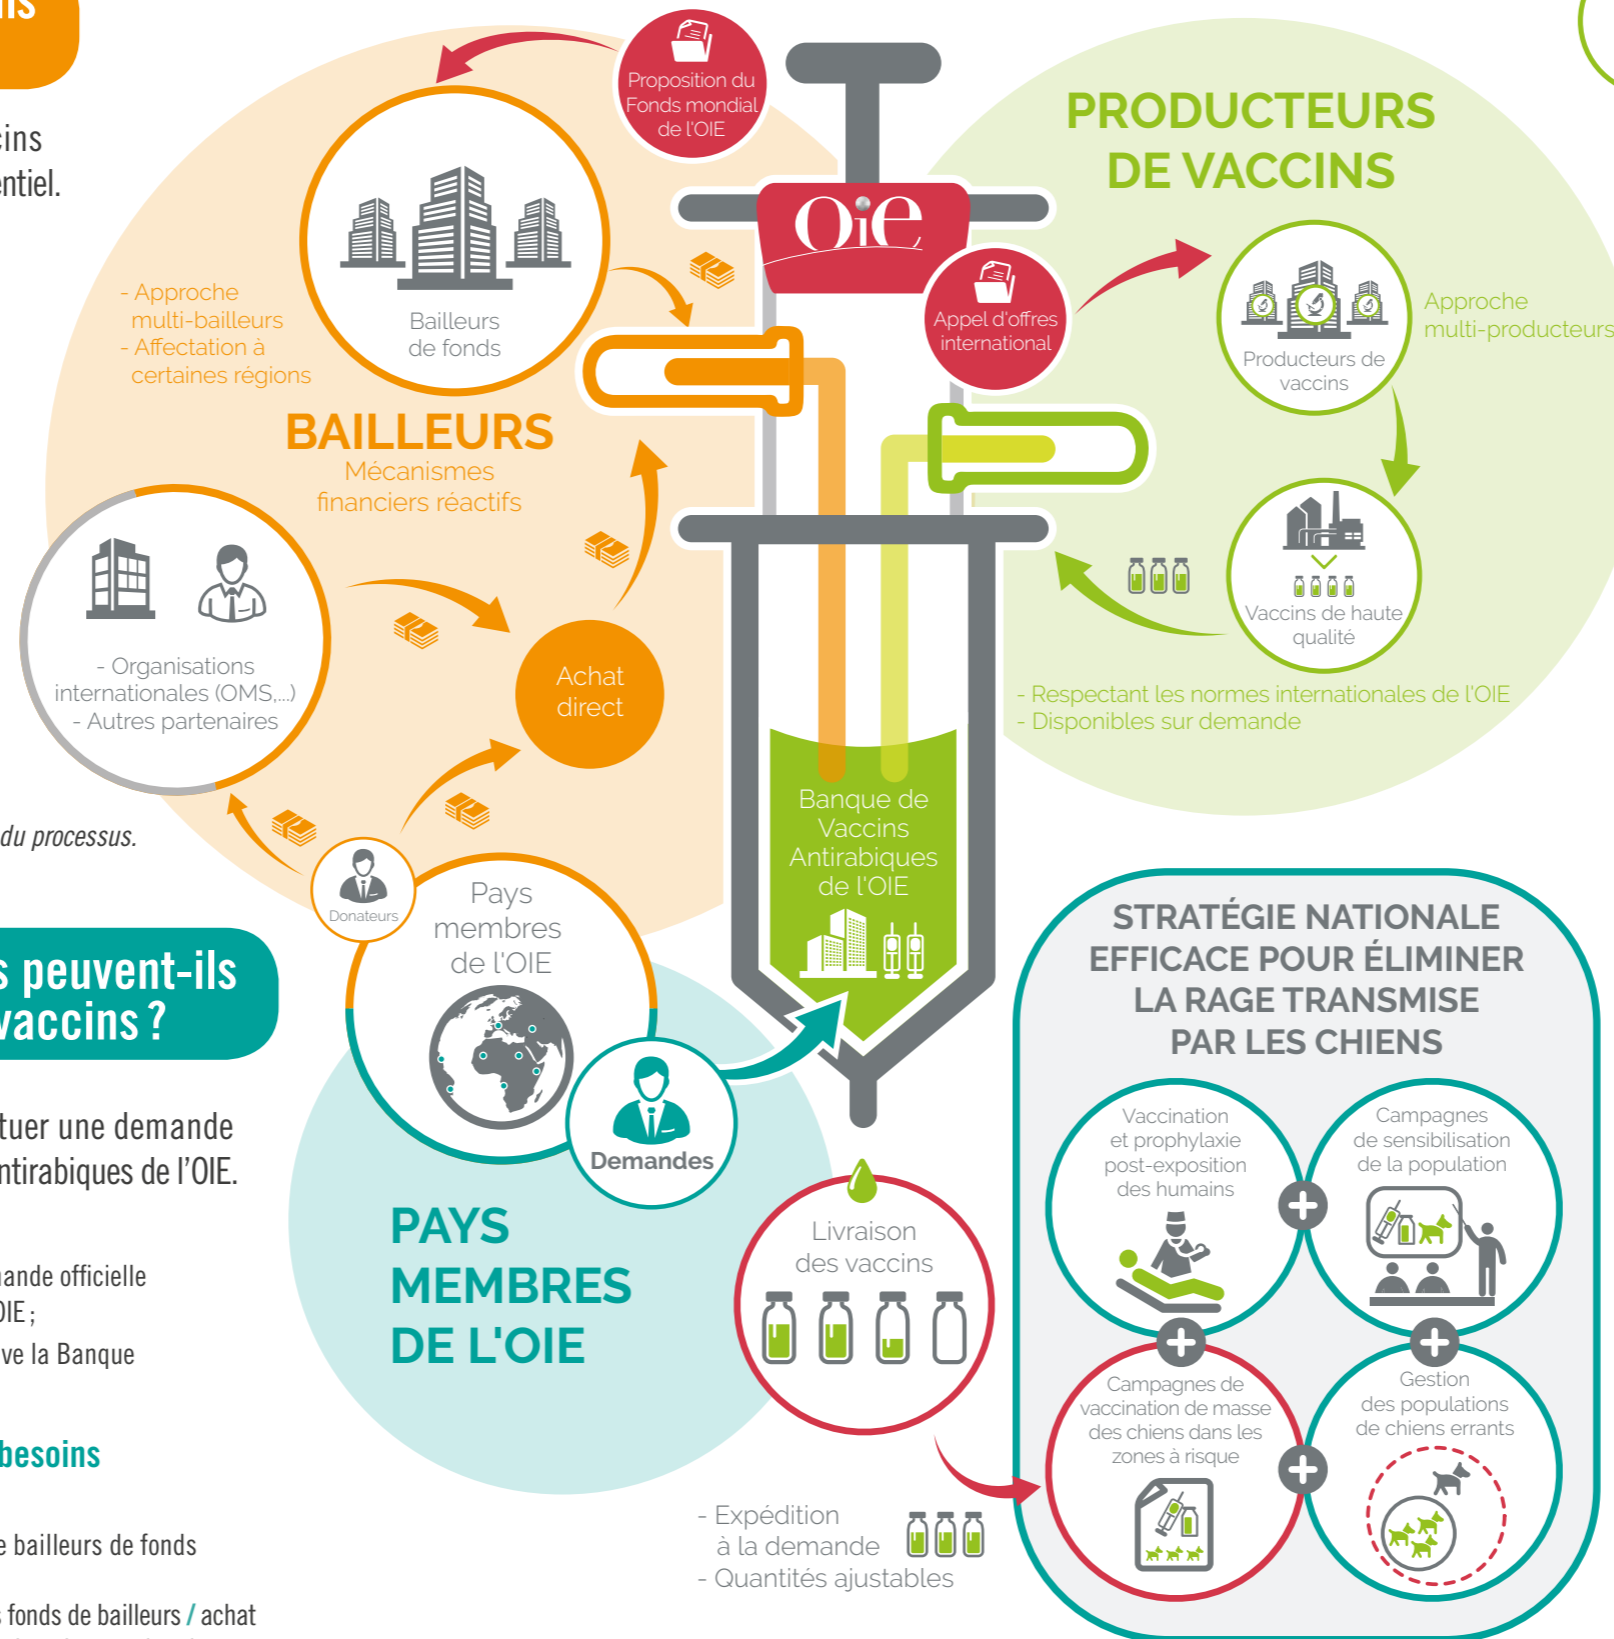 Proposition du
Fonds mondial
de l'OIE
PRODUCTEURS
DE VACCINS
oie
- Approche
multi-bailleurs
- Affectation à
certaines régions
Bailleurs
de fonds
Appel d'offres
international
Producteurs de
vaccins
Approche
multi-producteurs
BAILLEURS
Mécanismes
financiers réactifs
Vaccins de haute
qualité
- Organisations
internationales (OMS,...)
- Autres partenaires
Achat
direct
- Respectant les normes internationales de l'OIE
- Disponibles sur demande
du processus.
Donateurs
Pays
membres
de l'OIE
Banque de
Vaccins
Antirabiques
de l'OIE
peuvent-ils
vaccins ?
une demande
de l'OIE.
Demandes
officielle
la Banque
besoins
bailleurs de fonds
fonds de bailleurs / achat
PAYS
MEMBRES
DE L'OIE
Livraison
des vaccins
- Expédition
à la demande
- Quantités ajustables
STRATÉGIE NATIONALE
EFFICACE POUR ÉLIMINER
LA RAGE TRANSMISE
PAR LES CHIENS
Vaccination
et prophylaxie
post-exposition
des humains
Campagnes
de sensibilisation
de la population
Campagnes de
vaccination de masse
des chiens dans les
zones à risque
Gestion
des populations
de chiens errants